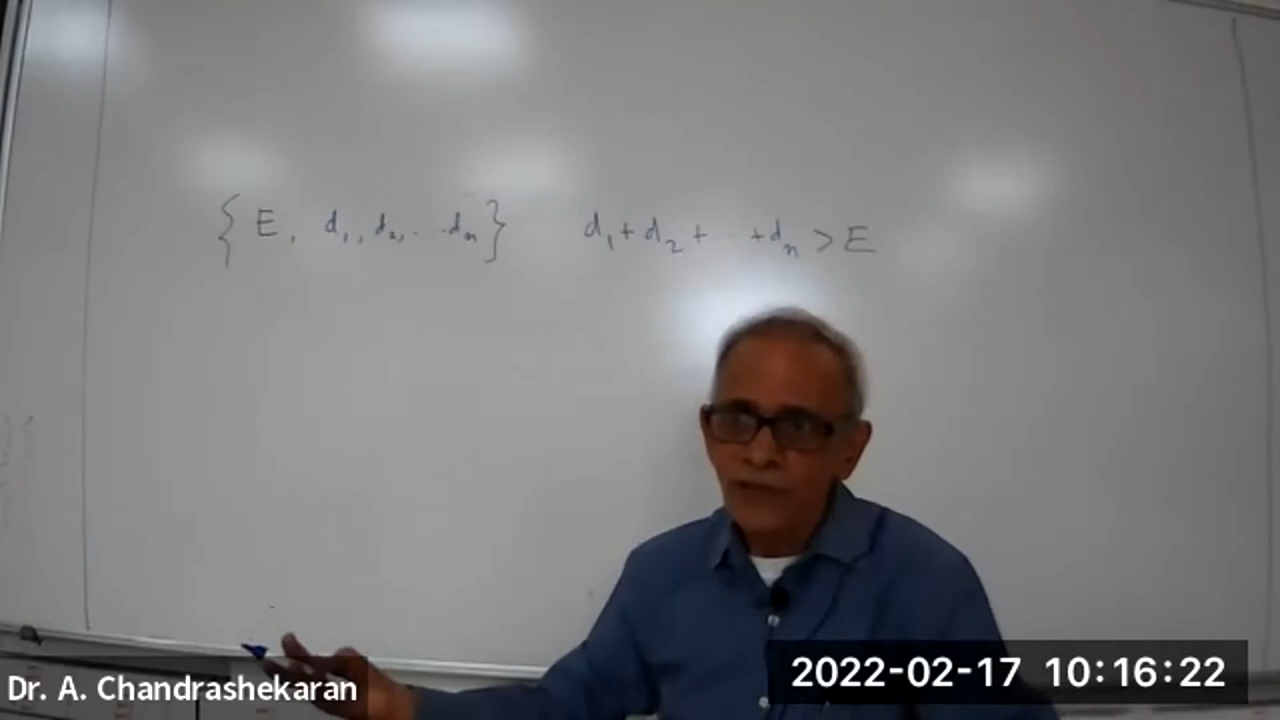 { E, d₁, d₂, . . dₙ } d₁ + d₂ + . . + dₙ > E
2022-02-17 10:16:22
Dr. A. Chandrashekaran